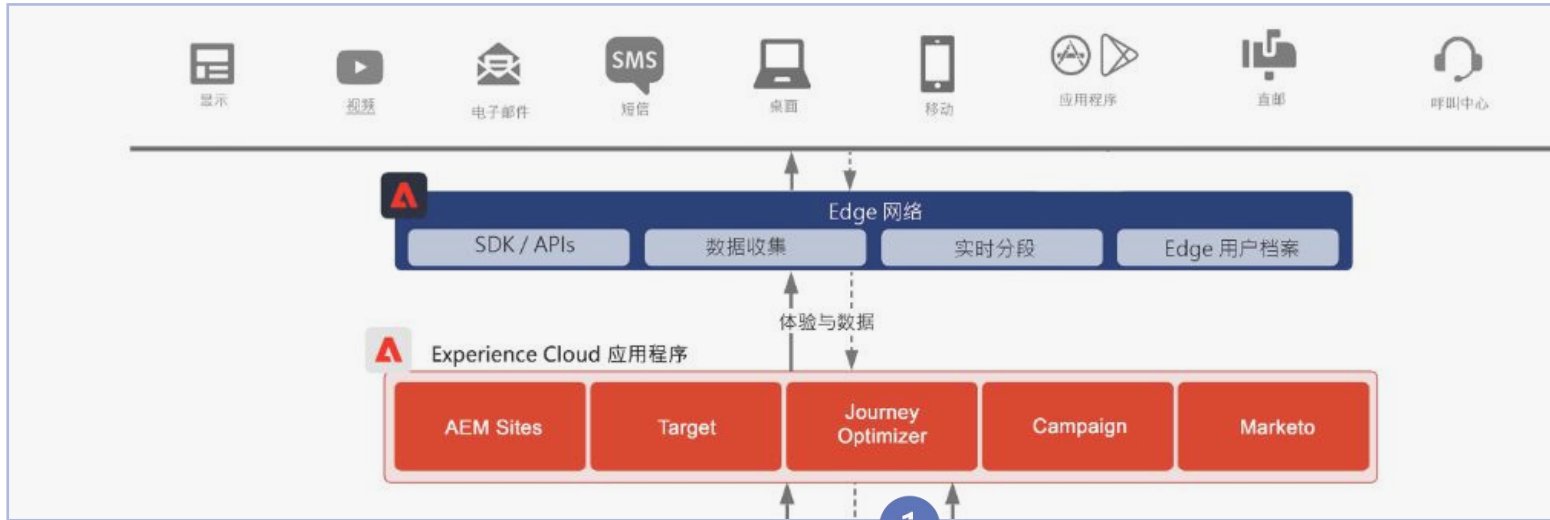 SMS
显示
视频
电子邮件
短信
桌面
移动
应用程序
直邮
呼叫中心
Edge 网络
SDK / APIs
数据收集
实时分段
Edge 用户档案
体验与数据
Experience Cloud 应用程序
AEM Sites
Target
Journey
Optimizer
Campaign
Marketo
1